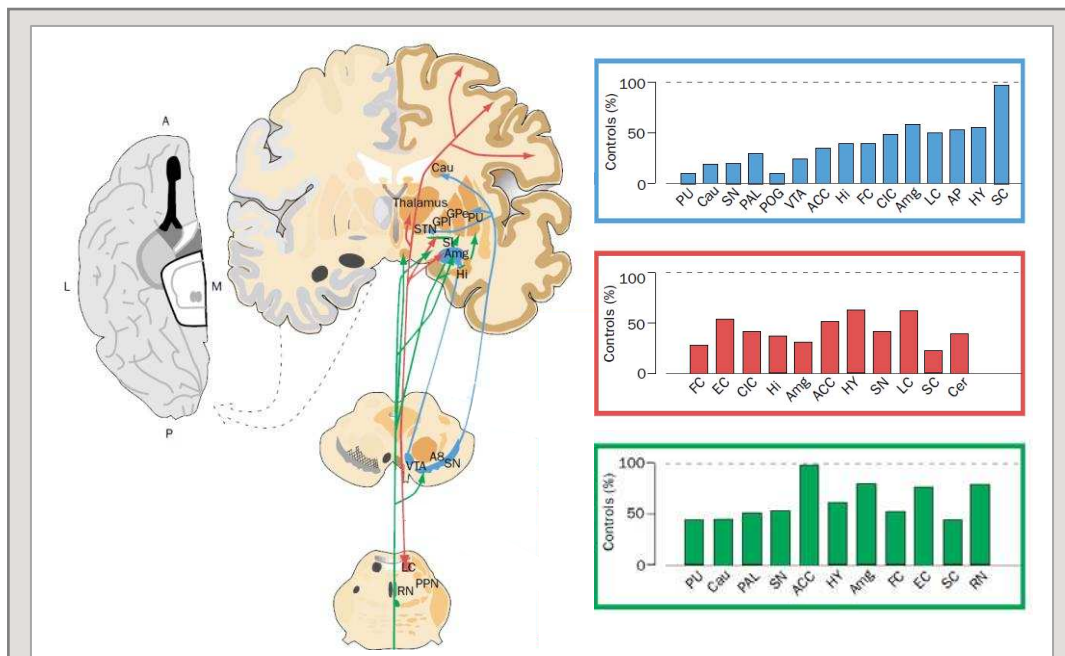 A
L
M
P
Cau
Thalamus
GPe
PU
GPi
STN
SI
Amg
Hi
A8
VTA
SN
LC
PPN
RN
Controls (%)
100
50
0
PU Cau SN PAL POG VTA ACC Hi FC CIC Amg LC AP HY SC
Controls (%)
100
50
0
FC EC CIC Hi Amg ACC HY SN LC SC Cer
Controls (%)
100
50
0
PU Cau PAL SN ACC HY Amg FC EC SC RN